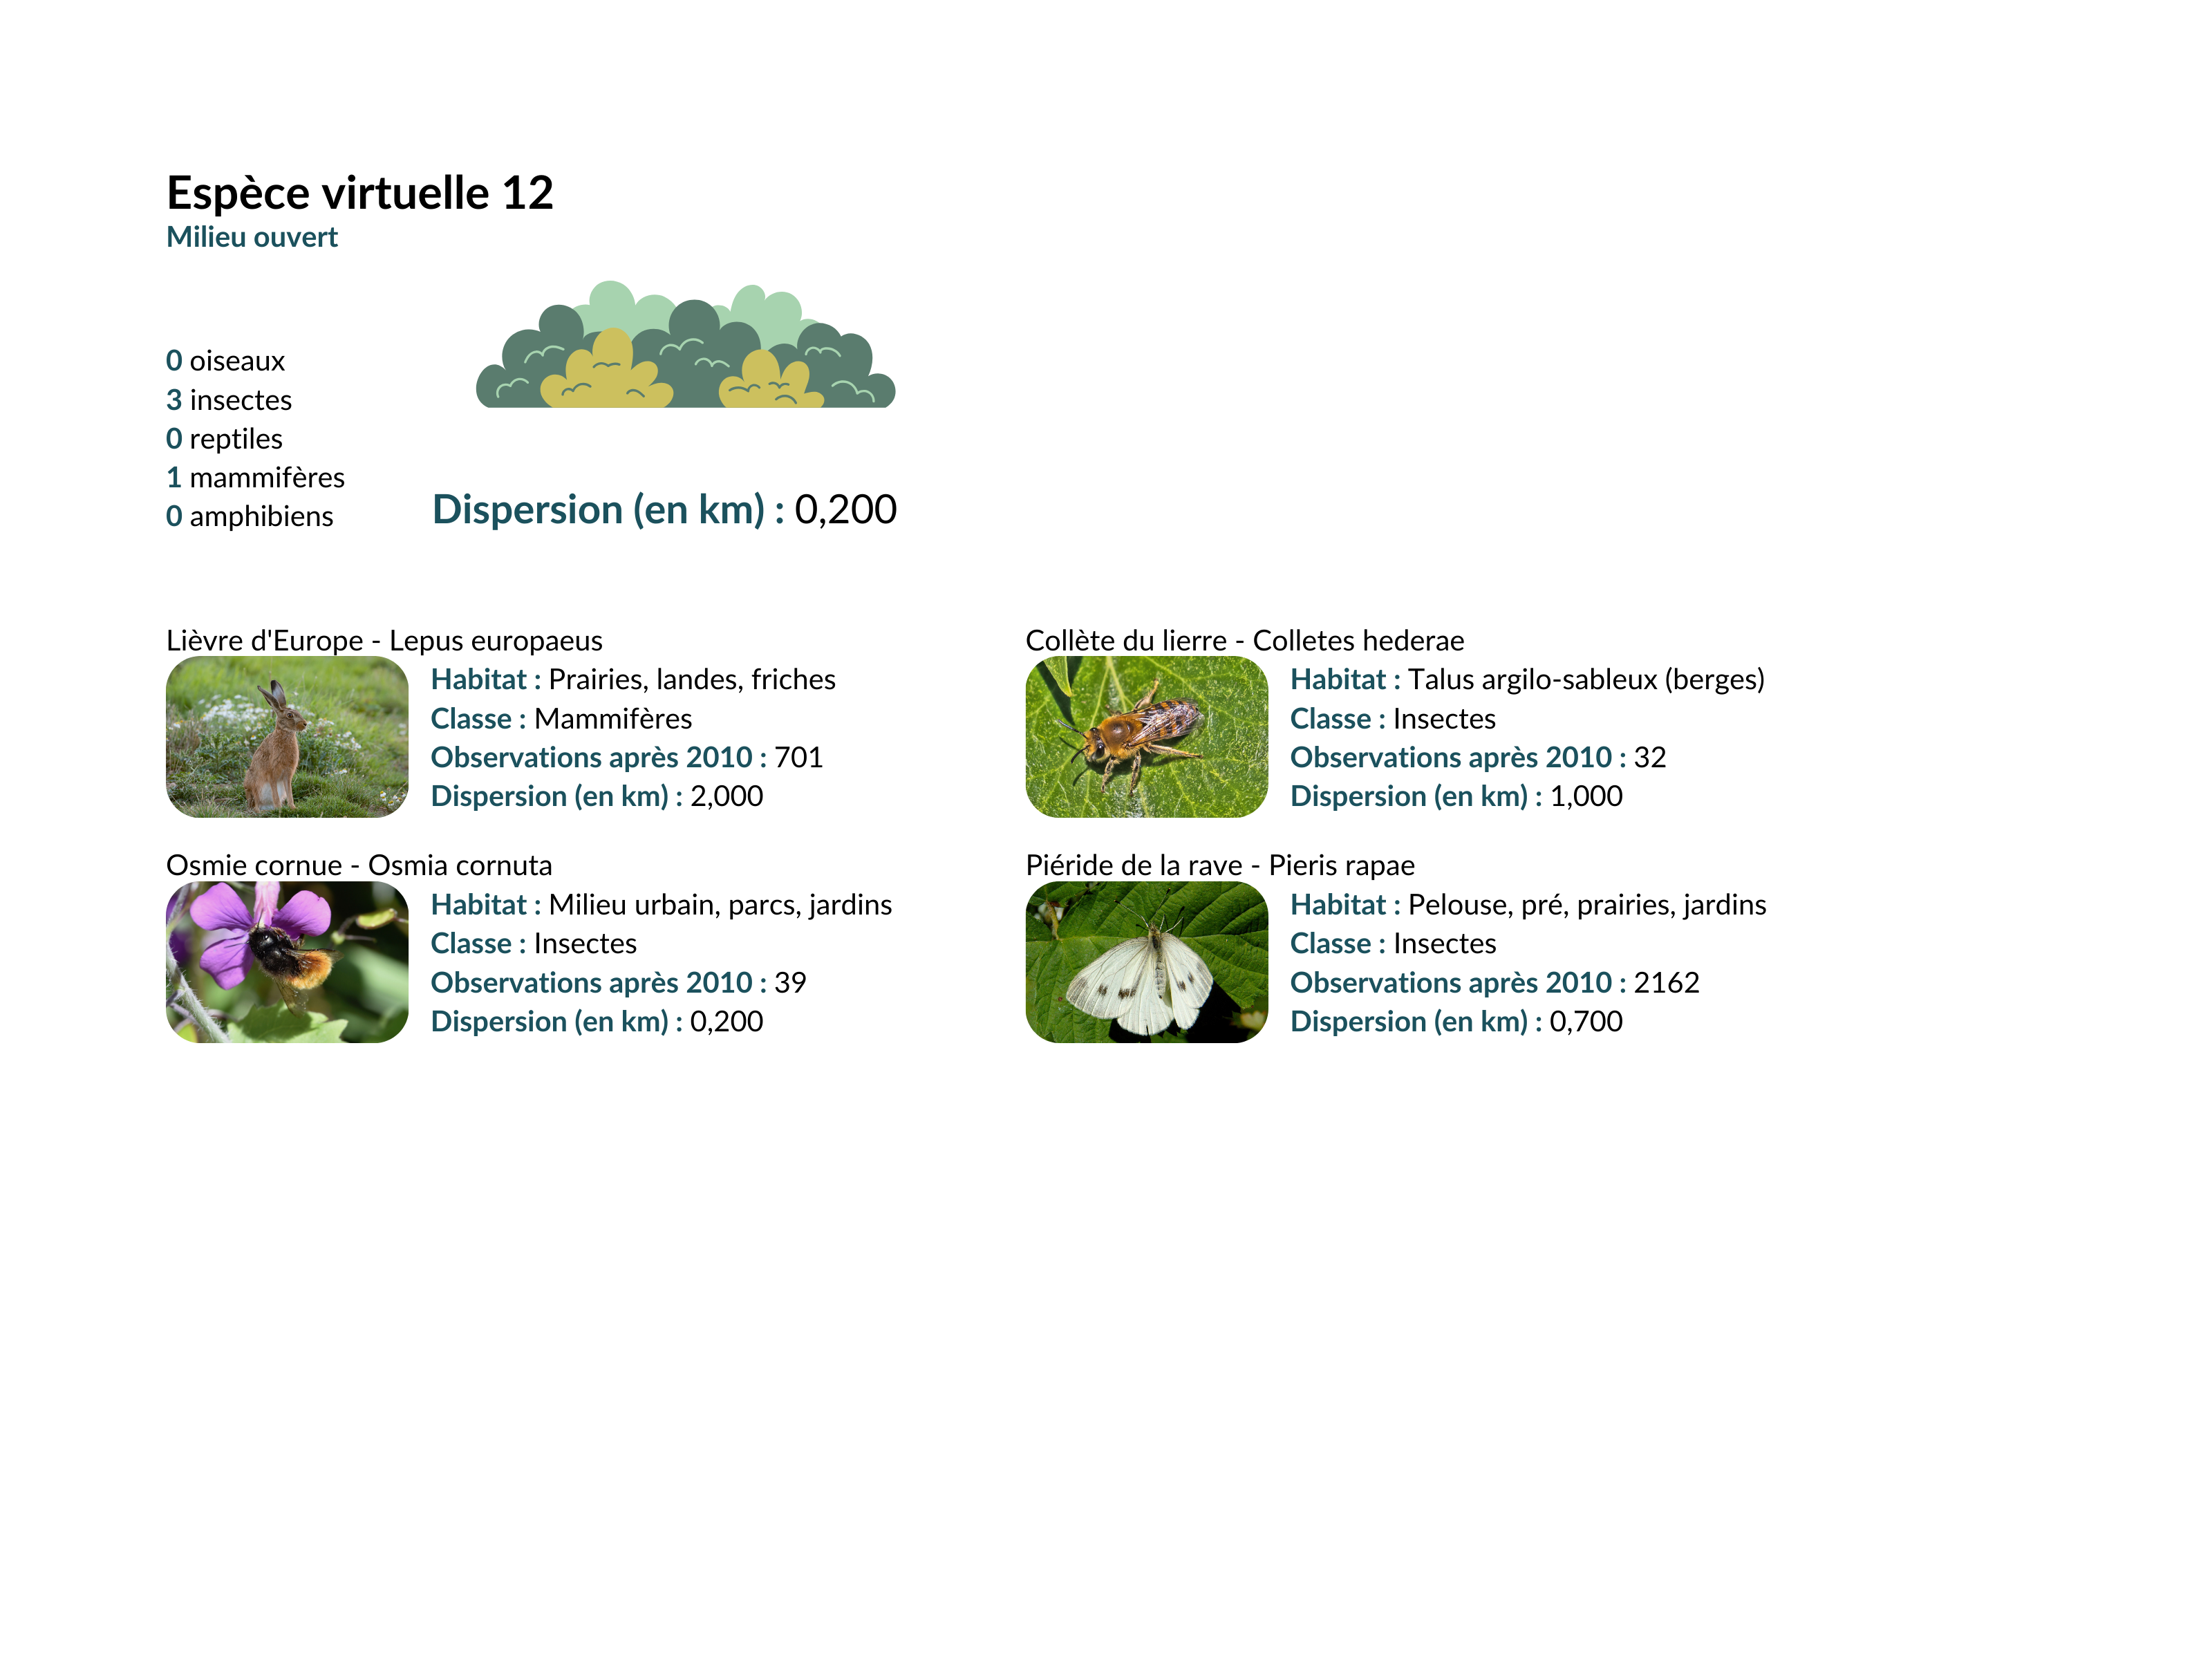 Espèce virtuelle 12
Milieu ouvert
0 oiseaux
3 insectes
0 reptiles
1 mammifères
0 amphibiens
Dispersion (en km) : 0,200
Lièvre d'Europe - Lepus europaeus
Habitat : Prairies, landes, friches
Classe : Mammifères
Observations après 2010 : 701
Dispersion (en km) : 2,000
Collète du lierre - Colletes hederae
Habitat : Talus argilo-sableux (berges)
Classe : Insectes
Observations après 2010 : 32
Dispersion (en km) : 1,000
Osmie cornue - Osmia cornuta
Habitat : Milieu urbain, parcs, jardins
Classe : Insectes
Observations après 2010 : 39
Dispersion (en km) : 0,200
Piéride de la rave - Pieris rapae
Habitat : Pelouse, pré, prairies, jardins
Classe : Insectes
Observations après 2010 : 2162
Dispersion (en km) : 0,700